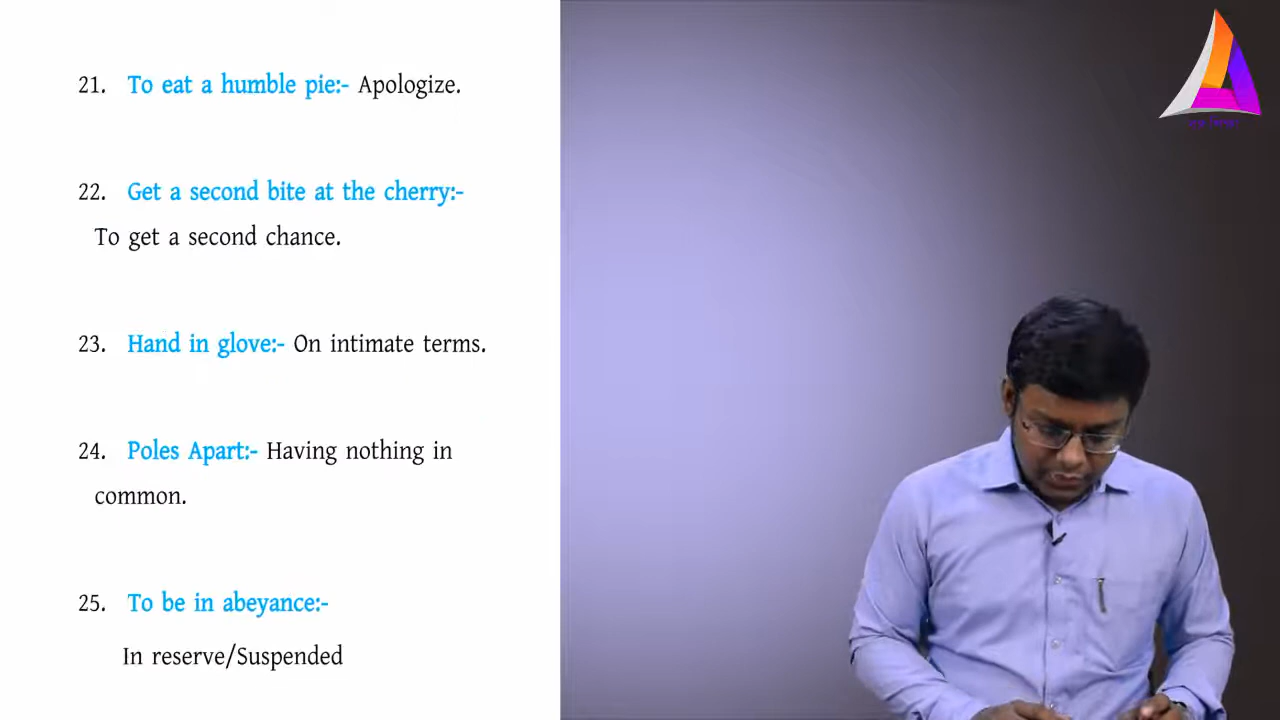 21. To eat a humble pie:- Apologize.
22. Get a second bite at the cherry:-
To get a second chance.
23. Hand in glove:- On intimate terms.
24. Poles Apart:- Having nothing in
common.
25. To be in abeyance:-
In reserve/Suspended